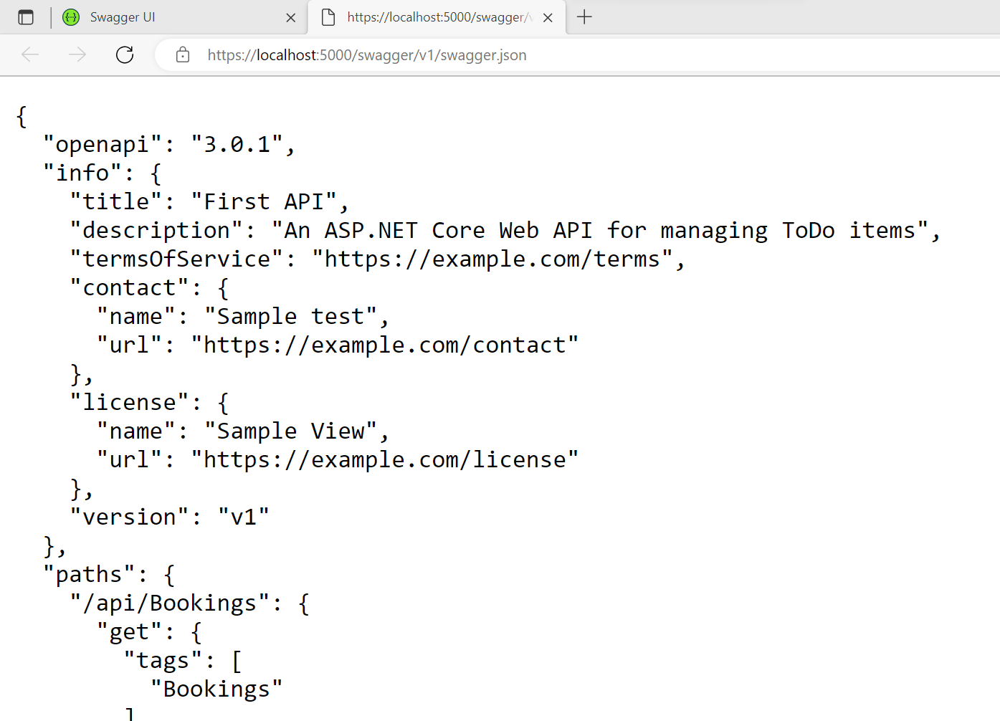 Swagger UI
https://localhost:5000/swagger/
https://localhost:5000/swagger/v1/swagger.json
{
  "openapi": "3.0.1",
  "info": {
    "title": "First API",
    "description": "An ASP.NET Core Web API for managing ToDo items",
    "termsOfService": "https://example.com/terms",
    "contact": {
      "name": "Sample test",
      "url": "https://example.com/contact"
    },
    "license": {
      "name": "Sample View",
      "url": "https://example.com/license"
    },
    "version": "v1"
  },
  "paths": {
    "/api/Bookings": {
      "get": {
        "tags": [
          "Bookings"
        ]